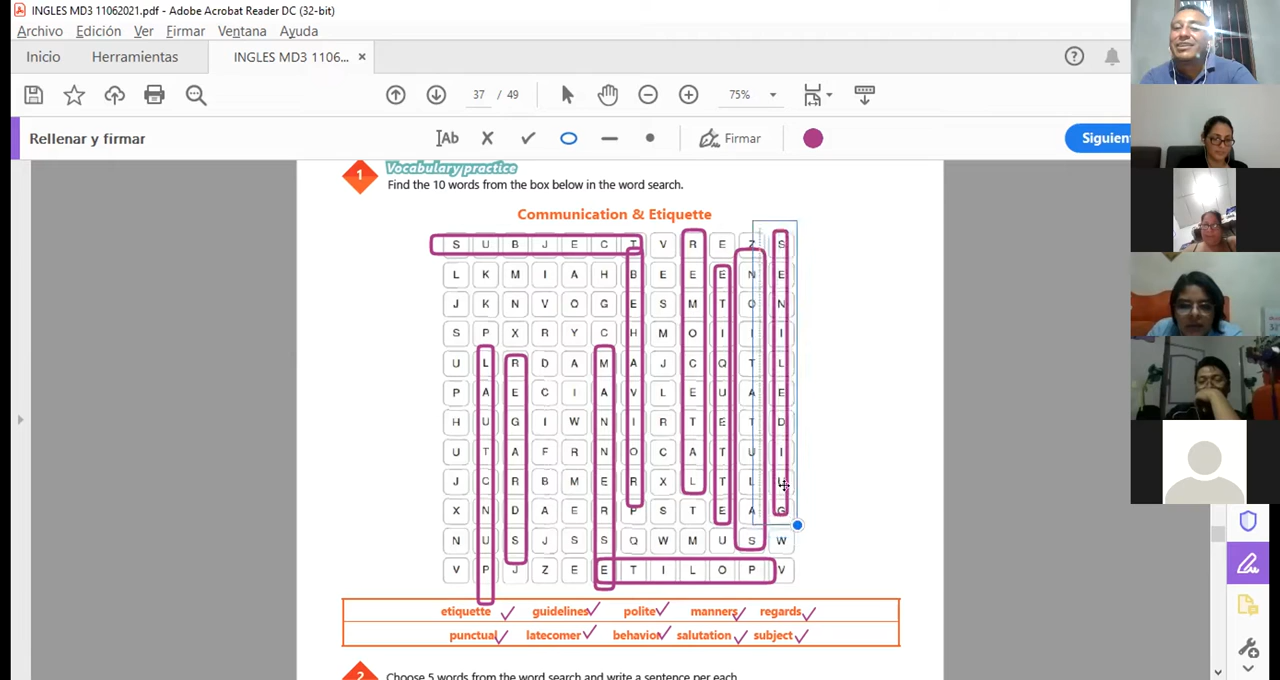 INGLES MD3 11062021.pdf - Adobe Acrobat Reader DC (32-bit)
Archivo Edición Ver Firmar Ventana Ayuda
Inicio Herramientas INGLES MD3 1106... ×
37 / 49 75%
Rellenar y firmar Ab Firmar Siguien
1 Vocabulary practice
Find the 10 words from the box below in the word search.
Communication & Etiquette
S U B J E C T V R E Z S
L K M I A H B E E E N E
J K N V O G E S M T O N
S P X R Y C H M O I I I
U L R D A M A J C Q T L
P A E C I A V L E U A E
H U G I W N I R T E T D
U T A F R N O C A T U I
J C R B M E R X L T L U
X N D A E R P S T E A G
N U S J S S Q W M U S W
V P J Z E E T I L O P V
etiquette guidelines polite manners regards
punctual latecomer behavior salutation subject
2 Choose 5 words from the word search and write a sentence per each